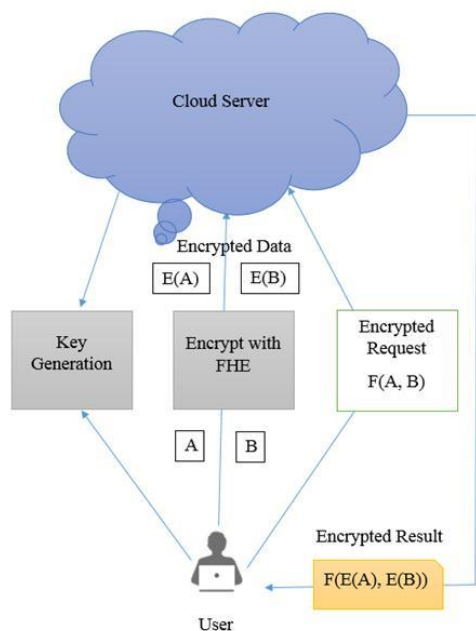 Cloud Server
Encrypted Data
E(A)
E(B)
Key
Generation
Encrypt with
FHE
Encrypted
Request
F(A, B)
A
B
Encrypted Result
F(E(A), E(B))
User